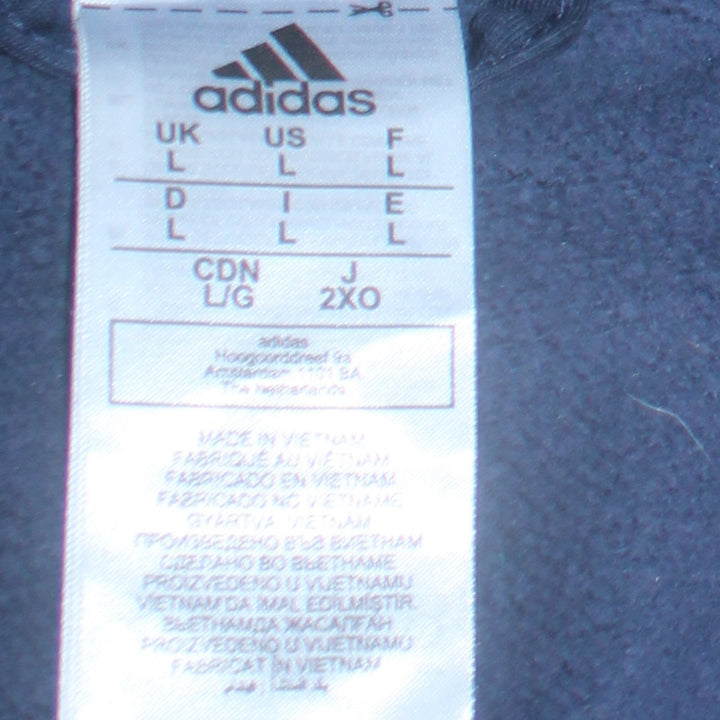 adidas
UK US F
L L L
D I E
L L L
CDN J
L/G 2XO
adidas
Hoogoorddreef 9a
Amsterdam 1101 BA
The Netherlands
MADE IN VIETNAM
FABRIQUÉ AU VIÊTNAM
FABRICADO EN VIETNAM
FABRICADO NO VIETNAME
GYÁRTVA: VIETNAM
ПРОИЗВЕДЕНО ВЪВ ВИЕТНАМ
СДЕЛАНО ВО ВЬЕТНАМЕ
PROIZVEDENO U VIJETNAMU
VIETNAM'DA İMAL EDİLMİŞTİR.
ВЬЕТНАМДА ЖАСАЛҒАН
PROIZVEDENO U VIJETNAMU
FABRICAT ÎN VIETNAM